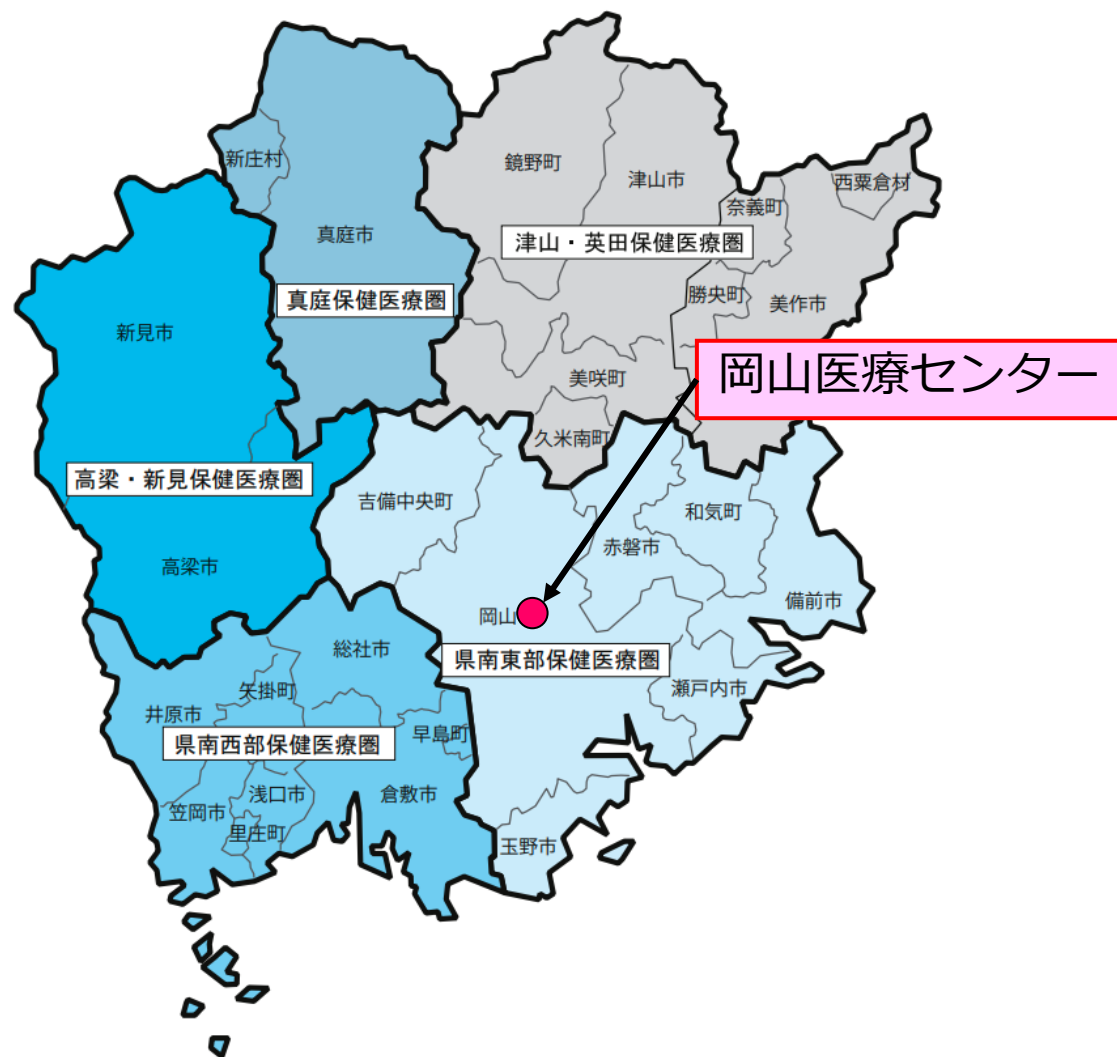 新庄村
鏡野町
津山市
西粟倉材
奈義町
真庭市
津山・英田保健医療圏
真庭保健医療圏
勝央町
美作市
新見市
岡山医療センター
美咲町
久米南町
高梁・新見保健医療圏
吉備中央町
和気町
赤磐市
高梁市
備前市
岡山
総社市
県南東部保健医療圏
矢掛町
瀬戸内市
井原市
早島町
県南西部保健医療圏
浅口市
倉敷市
笠岡市
里庄町
玉野市